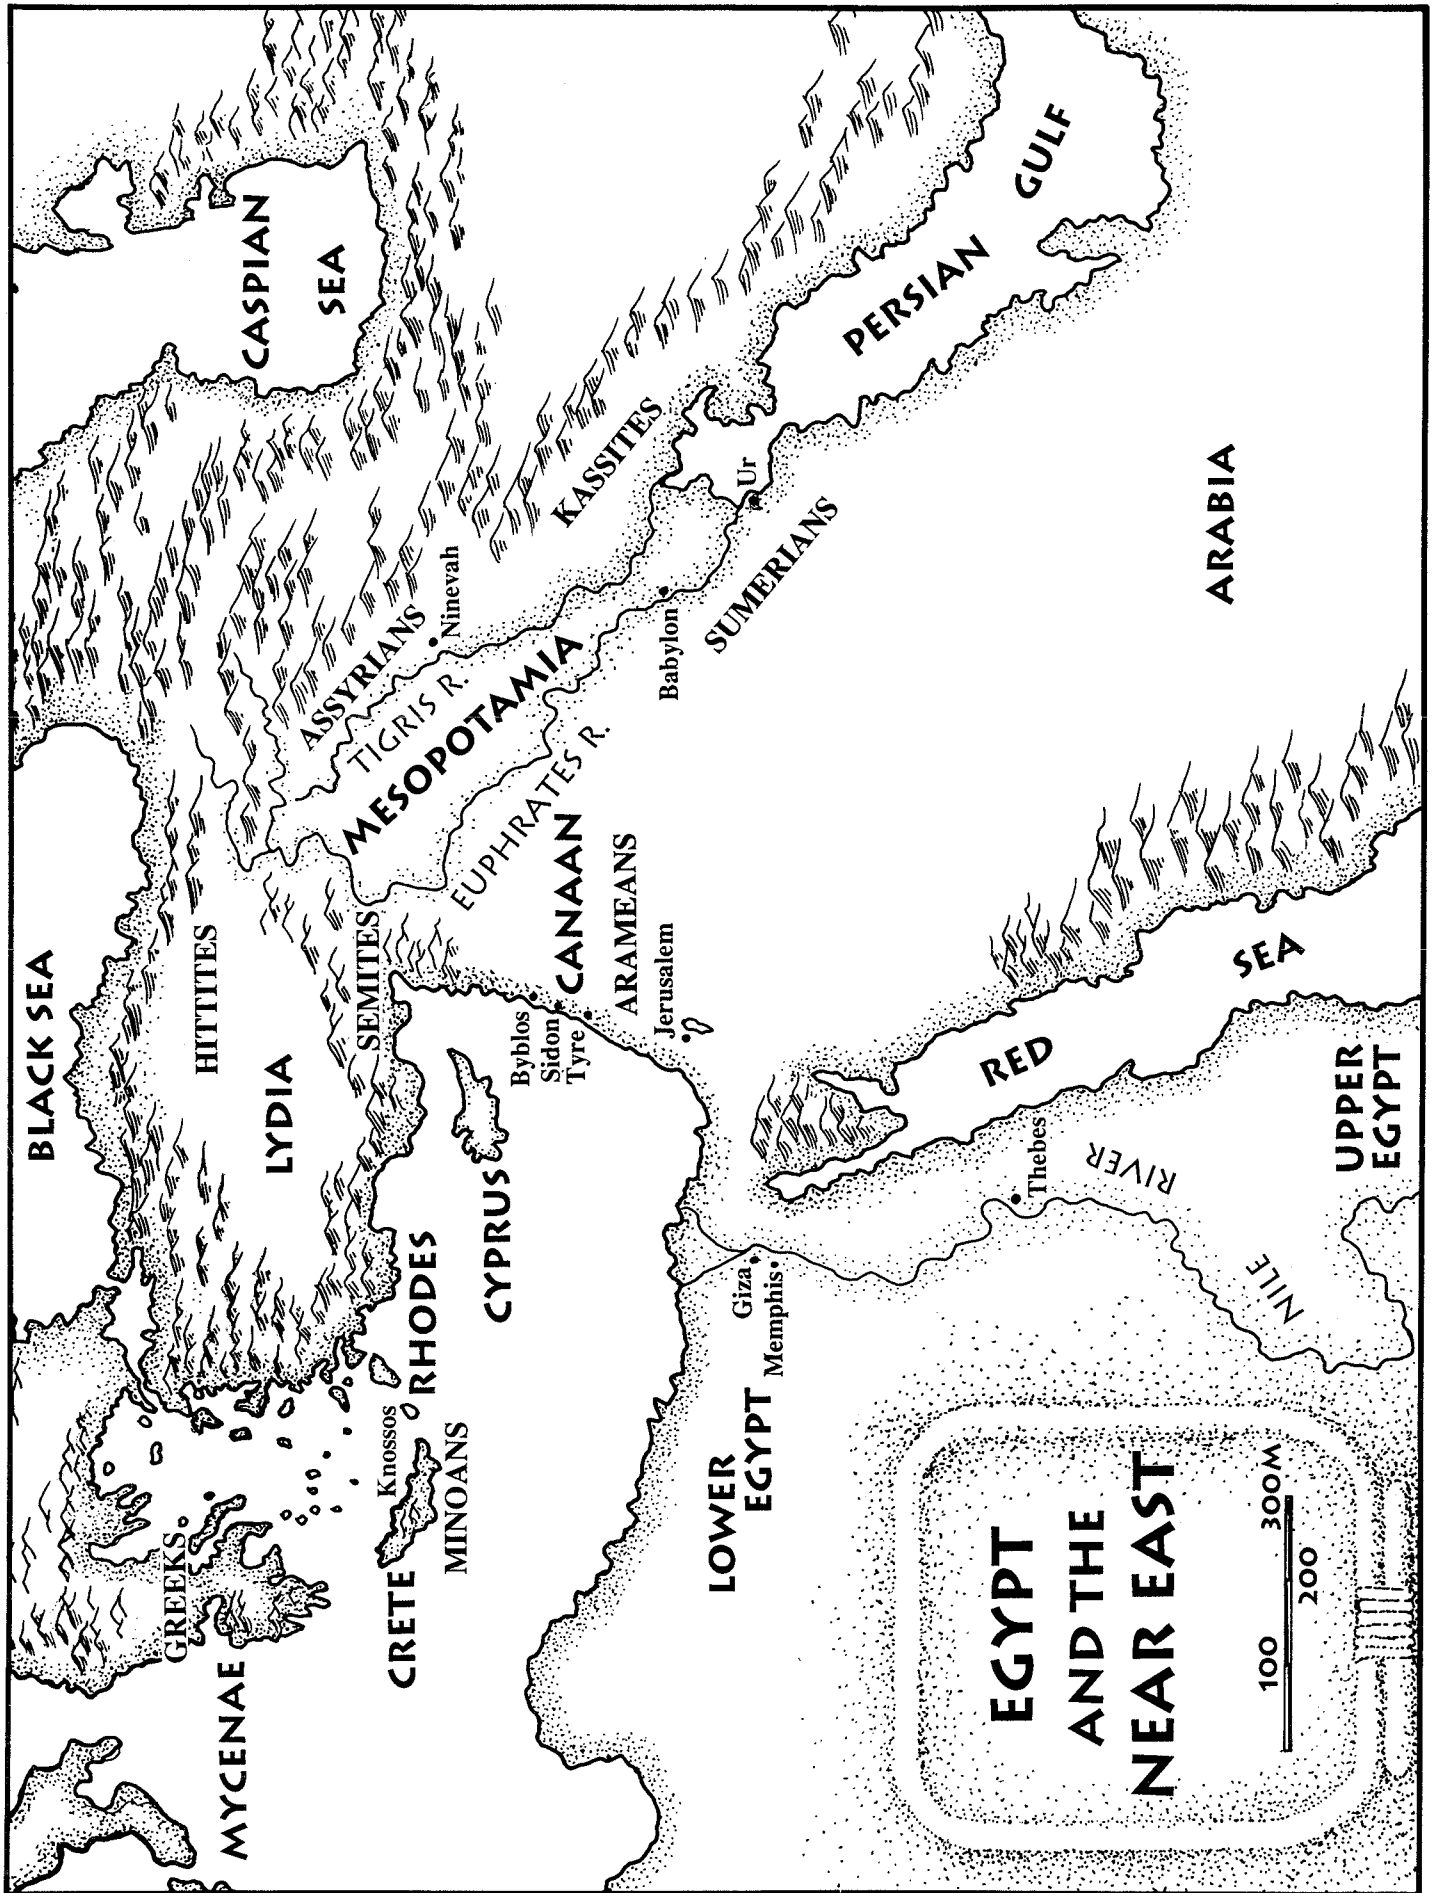 EGYPT
AND THE
NEAR EAST
100
200
300M
BLACK SEA
CASPIAN
SEA
HITTITES
LYDIA
SEMITES
GREEKS
MYCENAE
CRETE
Knossos
MINOANS
RHODES
CYPRUS
ASSYRIANS
Ninevah
TIGRIS R.
MESOPOTAMIA
EUPHRATES R.
KASSITES
CANAAN
ARAMEANS
Byblos
Sidon
Tyre
Jerusalem
Babylon
SUMERIANS
Ur
PERSIAN
GULF
ARABIA
LOWER
EGYPT
Giza
Memphis
Thebes
NILE
RIVER
RED
SEA
UPPER
EGYPT